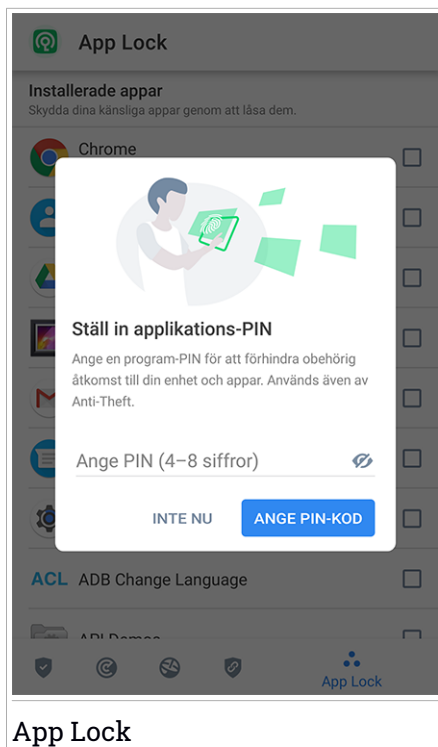 App Lock
Installerade appar
Skydda dina känsliga appar genom att låsa dem.
Chrome
Ställ in applikations-PIN
Ange en program-PIN för att förhindra obehörig
åtkomst till din enhet och appar. Används även av
Anti-Theft.
Ange PIN (4–8 siffror)
INTE NU
ANGE PIN-KOD
ACL ADB Change Language
API Demos
App Lock
App Lock